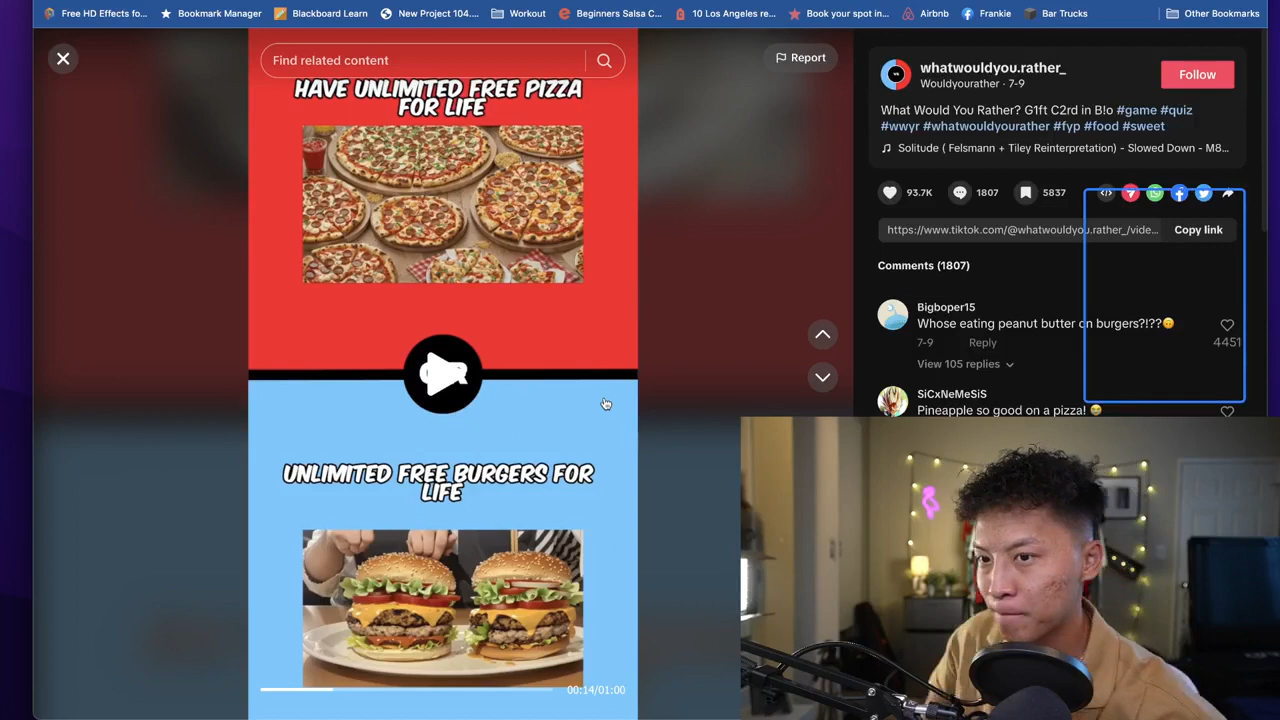 Free HD Effects fo...
Bookmark Manager
Blackboard Learn
New Project 104....
Workout
Beginners Salsa C...
10 Los Angeles re...
Book your spot in...
Airbnb
Frankie
Bar Trucks
Other Bookmarks
Find related content
Report
HAVE UNLIMITED FREE PIZZA
FOR LIFE
UNLIMITED FREE BURGERS FOR
LIFE
00:14/01:00
whatwouldyou.rather_
Wouldyourather · 7-9
Follow
What Would You Rather? G1ft C2rd in B!o #game #quiz
#wwyr #whatwouldyourather #fyp #food #sweet
Solitude ( Felsmann + Tiley Reinterpretation) - Slowed Down - M8...
93.7K
1807
5837
https://www.tiktok.com/@whatwouldyou.rather_/vide...
Copy link
Comments (1807)
Bigboper15
Whose eating peanut butter on burgers?!??
7-9 Reply
4451
View 105 replies
SiCxNeMeSiS
Pineapple so good on a pizza!